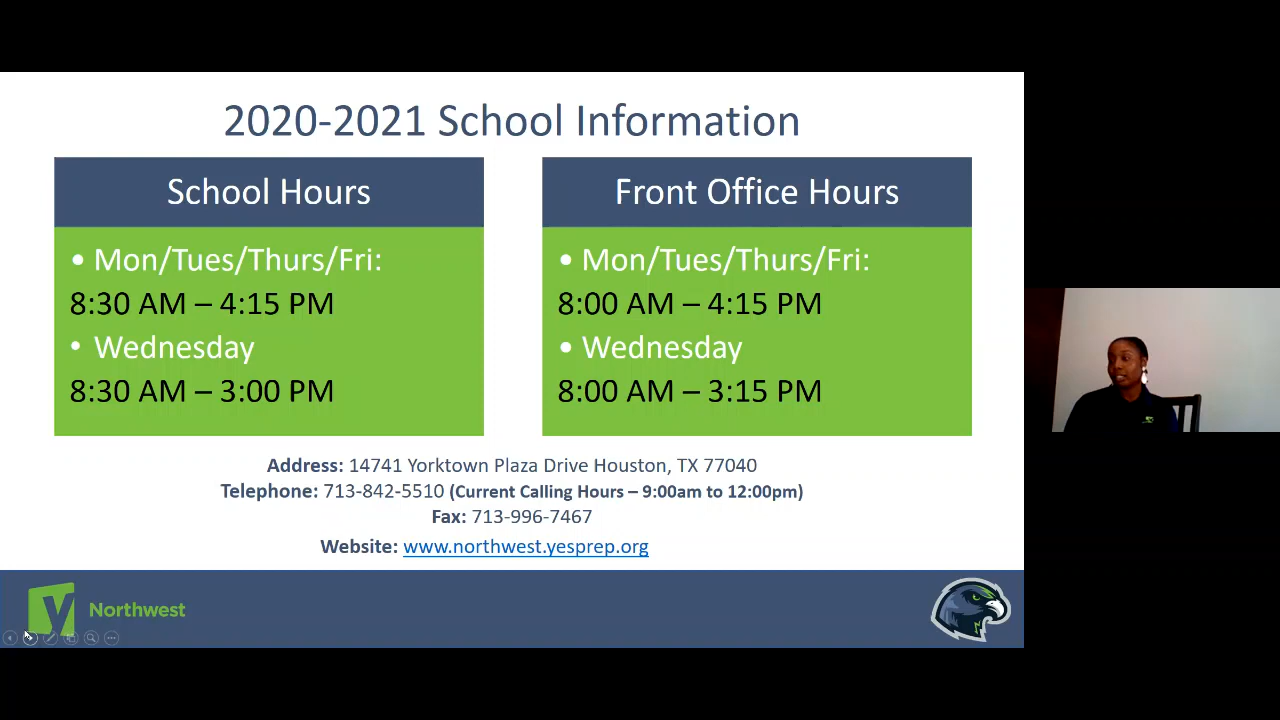 2020-2021 School Information
School Hours
• Mon/Tues/Thurs/Fri:
8:30 AM – 4:15 PM
• Wednesday
8:30 AM – 3:00 PM
Front Office Hours
• Mon/Tues/Thurs/Fri:
8:00 AM – 4:15 PM
• Wednesday
8:00 AM – 3:15 PM
Address: 14741 Yorktown Plaza Drive Houston, TX 77040
Telephone: 713-842-5510 (Current Calling Hours – 9:00am to 12:00pm)
Fax: 713-996-7467
Website: www.northwest.yesprep.org
Y Northwest